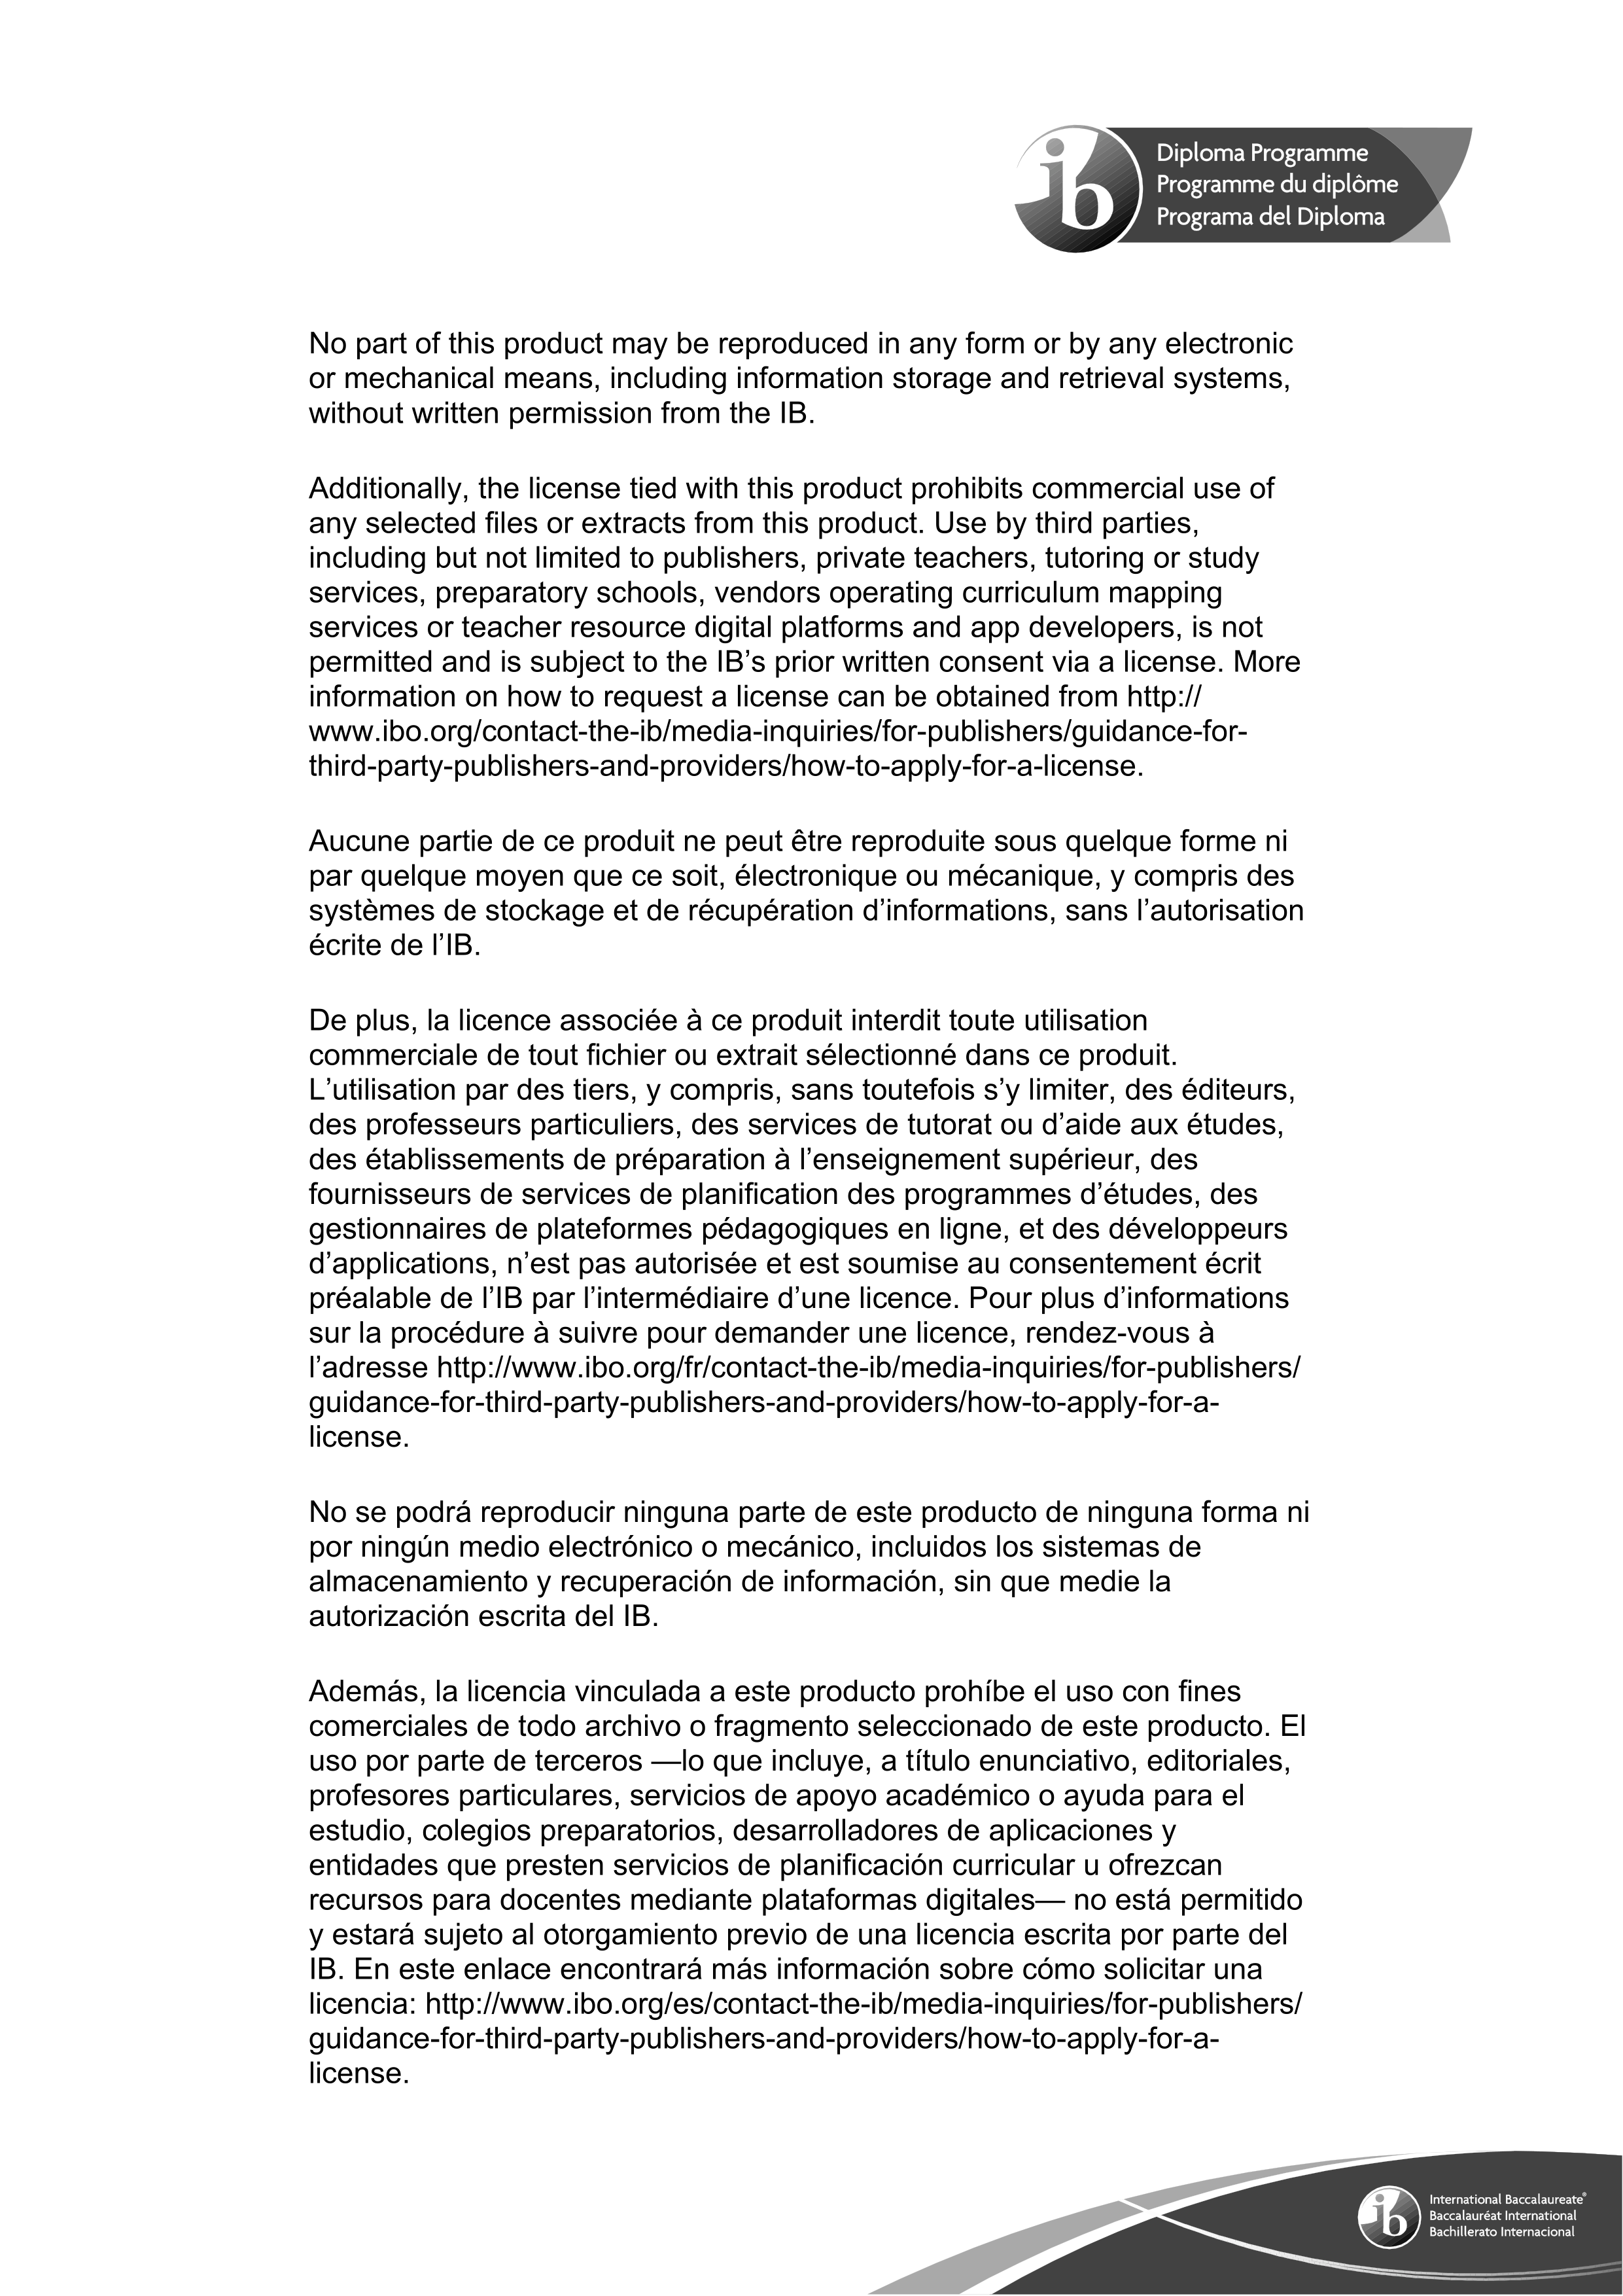 ib
Diploma Programme
Programme du diplôme
Programa del Diploma
No part of this product may be reproduced in any form or by any electronic
or mechanical means, including information storage and retrieval systems,
without written permission from the IB.
Additionally, the license tied with this product prohibits commercial use of
any selected files or extracts from this product. Use by third parties,
including but not limited to publishers, private teachers, tutoring or study
services, preparatory schools, vendors operating curriculum mapping
services or teacher resource digital platforms and app developers, is not
permitted and is subject to the IB’s prior written consent via a license. More
information on how to request a license can be obtained from http://
www.ibo.org/contact-the-ib/media-inquiries/for-publishers/guidance-for-
third-party-publishers-and-providers/how-to-apply-for-a-license.
Aucune partie de ce produit ne peut être reproduite sous quelque forme ni
par quelque moyen que ce soit, électronique ou mécanique, y compris des
systèmes de stockage et de récupération d’informations, sans l’autorisation
écrite de l’IB.
De plus, la licence associée à ce produit interdit toute utilisation
commerciale de tout fichier ou extrait sélectionné dans ce produit.
L’utilisation par des tiers, y compris, sans toutefois s’y limiter, des éditeurs,
des professeurs particuliers, des services de tutorat ou d’aide aux études,
des établissements de préparation à l’enseignement supérieur, des
fournisseurs de services de planification des programmes d’études, des
gestionnaires de plateformes pédagogiques en ligne, et des développeurs
d’applications, n’est pas autorisée et est soumise au consentement écrit
préalable de l’IB par l’intermédiaire d’une licence. Pour plus d’informations
sur la procédure à suivre pour demander une licence, rendez-vous à
l’adresse http://www.ibo.org/fr/contact-the-ib/media-inquiries/for-publishers/
guidance-for-third-party-publishers-and-providers/how-to-apply-for-a-
license.
No se podrá reproducir ninguna parte de este producto de ninguna forma ni
por ningún medio electrónico o mecánico, incluidos los sistemas de
almacenamiento y recuperación de información, sin que medie la
autorización escrita del IB.
Además, la licencia vinculada a este producto prohíbe el uso con fines
comerciales de todo archivo o fragmento seleccionado de este producto. El
uso por parte de terceros —lo que incluye, a título enunciativo, editoriales,
profesores particulares, servicios de apoyo académico o ayuda para el
estudio, colegios preparatorios, desarrolladores de aplicaciones y
entidades que presten servicios de planificación curricular u ofrezcan
recursos para docentes mediante plataformas digitales— no está permitido
y estará sujeto al otorgamiento previo de una licencia escrita por parte del
IB. En este enlace encontrará más información sobre cómo solicitar una
licencia: http://www.ibo.org/es/contact-the-ib/media-inquiries/for-publishers/
guidance-for-third-party-publishers-and-providers/how-to-apply-for-a-
license.
ib
International Baccalaureate®
Baccalauréat International
Bachillerato Internacional